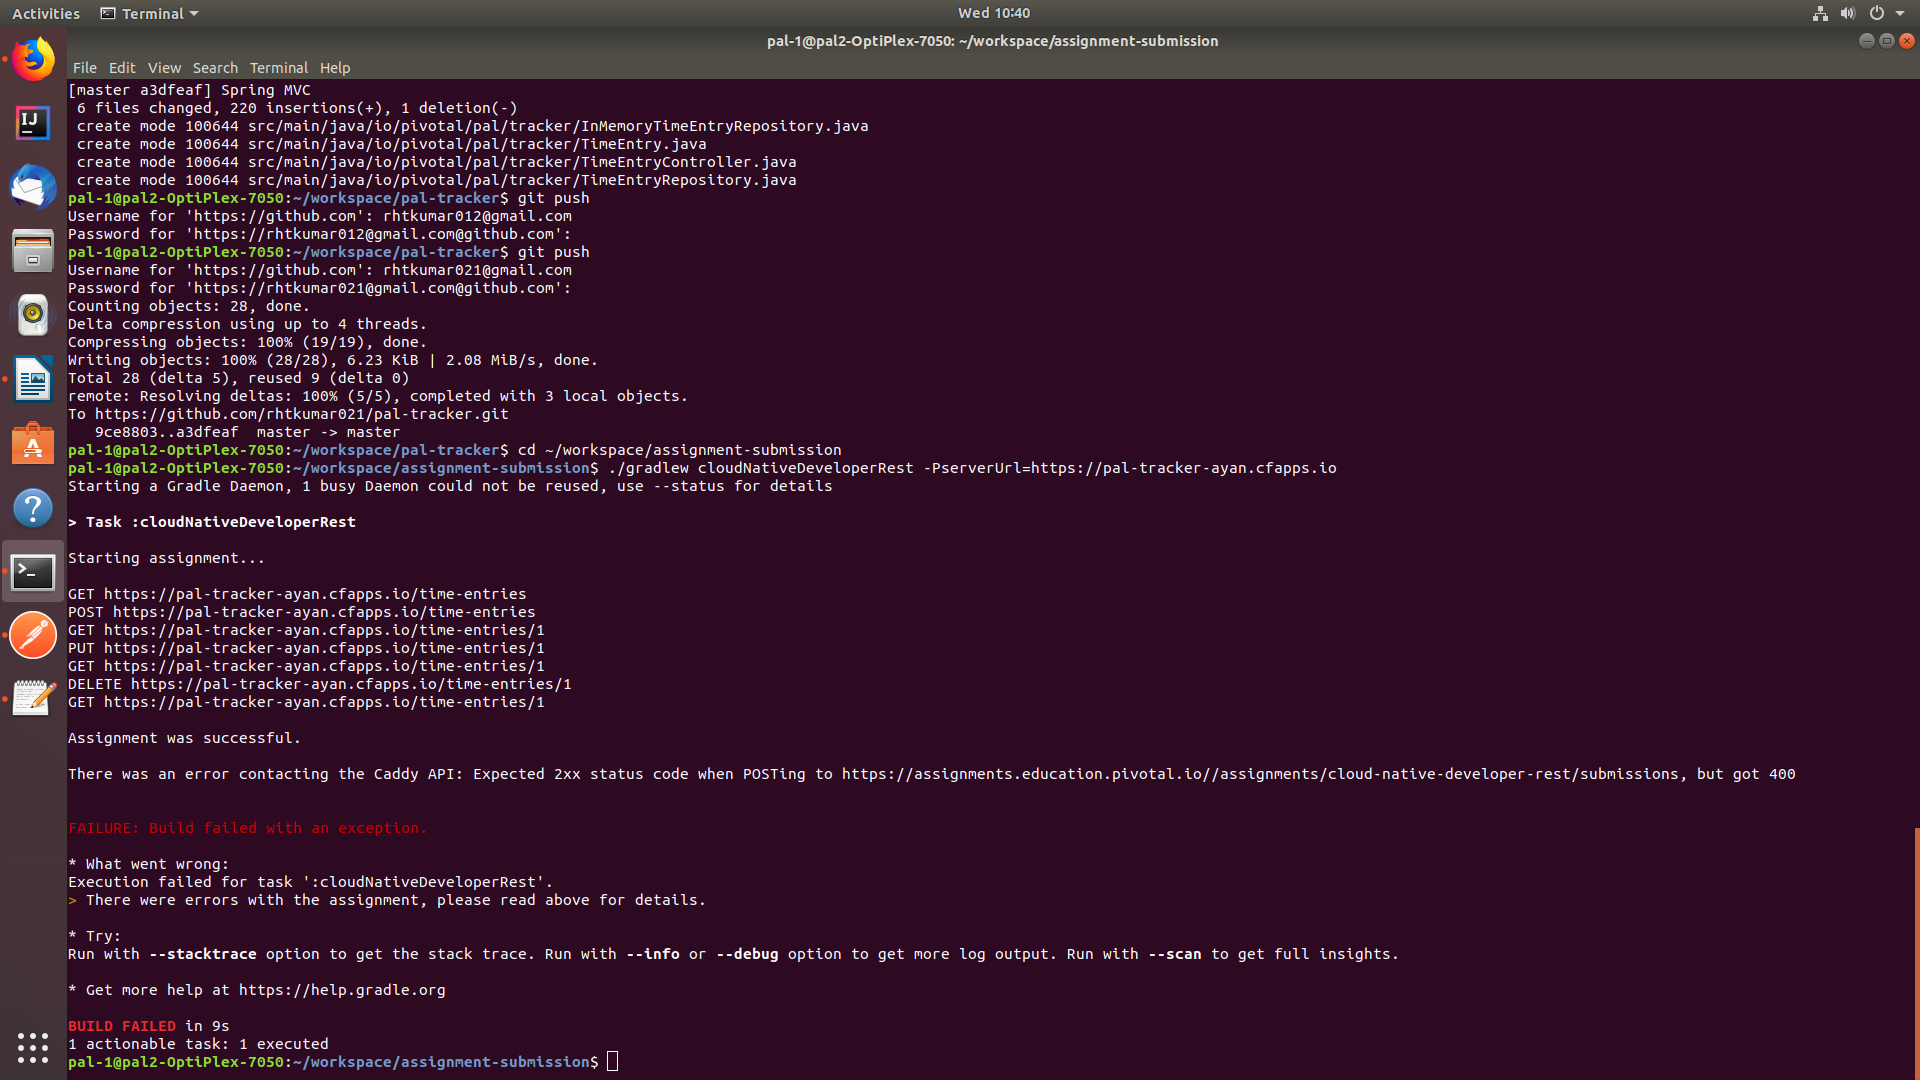 Activities
Terminal
Wed 10:40
pal-1@pal2-OptiPlex-7050: ~/workspace/assignment-submission
File Edit View Search Terminal Help
[master a3dfeaf] Spring MVC
 6 files changed, 220 insertions(+), 1 deletion(-)
 create mode 100644 src/main/java/io/pivotal/pal/tracker/InMemoryTimeEntryRepository.java
 create mode 100644 src/main/java/io/pivotal/pal/tracker/TimeEntry.java
 create mode 100644 src/main/java/io/pivotal/pal/tracker/TimeEntryController.java
 create mode 100644 src/main/java/io/pivotal/pal/tracker/TimeEntryRepository.java
pal-1@pal2-OptiPlex-7050:~/workspace/pal-tracker$ git push
Username for 'https://github.com': rhtkumar012@gmail.com
Password for 'https://rhtkumar012@gmail.com@github.com':
pal-1@pal2-OptiPlex-7050:~/workspace/pal-tracker$ git push
Username for 'https://github.com': rhtkumar021@gmail.com
Password for 'https://rhtkumar021@gmail.com@github.com':
Counting objects: 28, done.
Delta compression using up to 4 threads.
Compressing objects: 100% (19/19), done.
Writing objects: 100% (28/28), 6.23 KiB | 2.08 MiB/s, done.
Total 28 (delta 5), reused 9 (delta 0)
remote: Resolving deltas: 100% (5/5), completed with 3 local objects.
To https://github.com/rhtkumar021/pal-tracker.git
   9ce8803..a3dfeaf  master -> master
pal-1@pal2-OptiPlex-7050:~/workspace/pal-tracker$ cd ~/workspace/assignment-submission
pal-1@pal2-OptiPlex-7050:~/workspace/assignment-submission$ ./gradlew cloudNativeDeveloperRest -PserverUrl=https://pal-tracker-ayan.cfapps.io
Starting a Gradle Daemon, 1 busy Daemon could not be reused, use --status for details
> Task :cloudNativeDeveloperRest
Starting assignment...
GET https://pal-tracker-ayan.cfapps.io/time-entries
POST https://pal-tracker-ayan.cfapps.io/time-entries
GET https://pal-tracker-ayan.cfapps.io/time-entries/1
PUT https://pal-tracker-ayan.cfapps.io/time-entries/1
GET https://pal-tracker-ayan.cfapps.io/time-entries/1
DELETE https://pal-tracker-ayan.cfapps.io/time-entries/1
GET https://pal-tracker-ayan.cfapps.io/time-entries/1
Assignment was successful.
There was an error contacting the Caddy API: Expected 2xx status code when POSTing to https://assignments.education.pivotal.io//assignments/cloud-native-developer-rest/submissions, but got 400
FAILURE: Build failed with an exception.
* What went wrong:
Execution failed for task ':cloudNativeDeveloperRest'.
> There were errors with the assignment, please read above for details.
* Try:
Run with --stacktrace option to get the stack trace. Run with --info or --debug option to get more log output. Run with --scan to get full insights.
* Get more help at https://help.gradle.org
BUILD FAILED in 9s
1 actionable task: 1 executed
pal-1@pal2-OptiPlex-7050:~/workspace/assignment-submission$